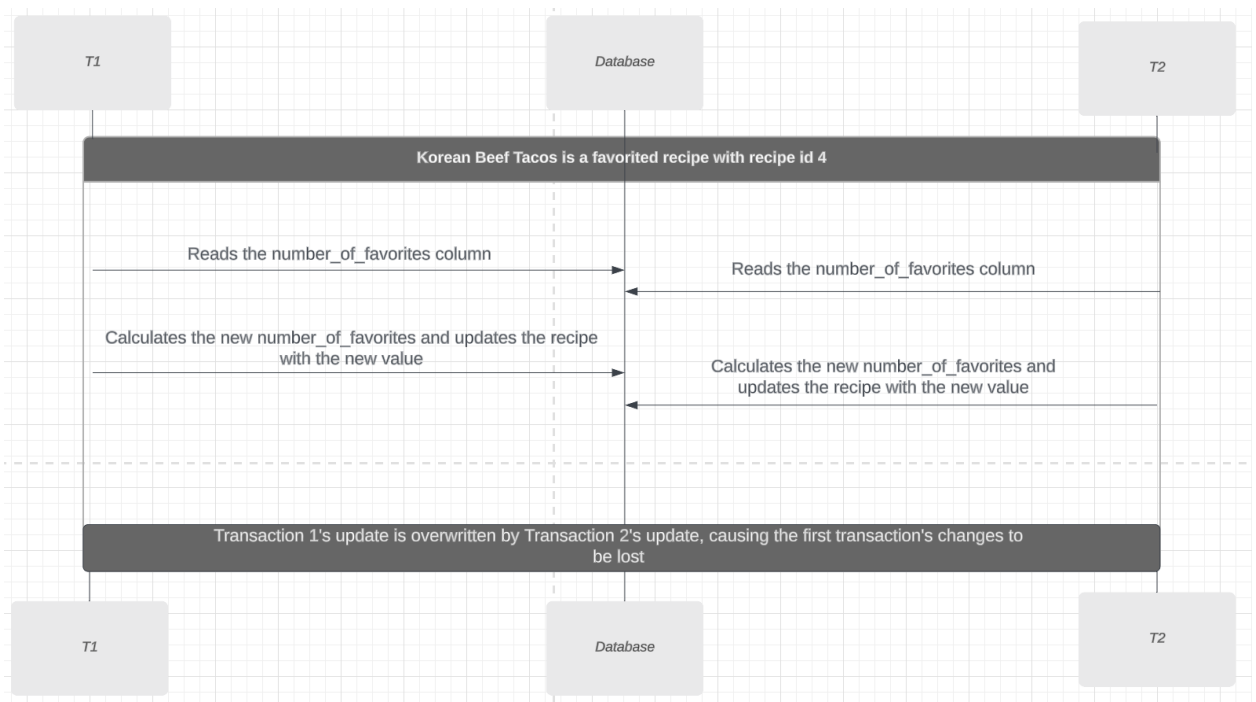 T1
Database
T2
Korean Beef Tacos is a favorited recipe with recipe id 4
Reads the number_of_favorites column
Reads the number_of_favorites column
Calculates the new number_of_favorites and updates the recipe
with the new value
Calculates the new number_of_favorites and
updates the recipe with the new value
Transaction 1's update is overwritten by Transaction 2's update, causing the first transaction's changes to
be lost
T1
Database
T2